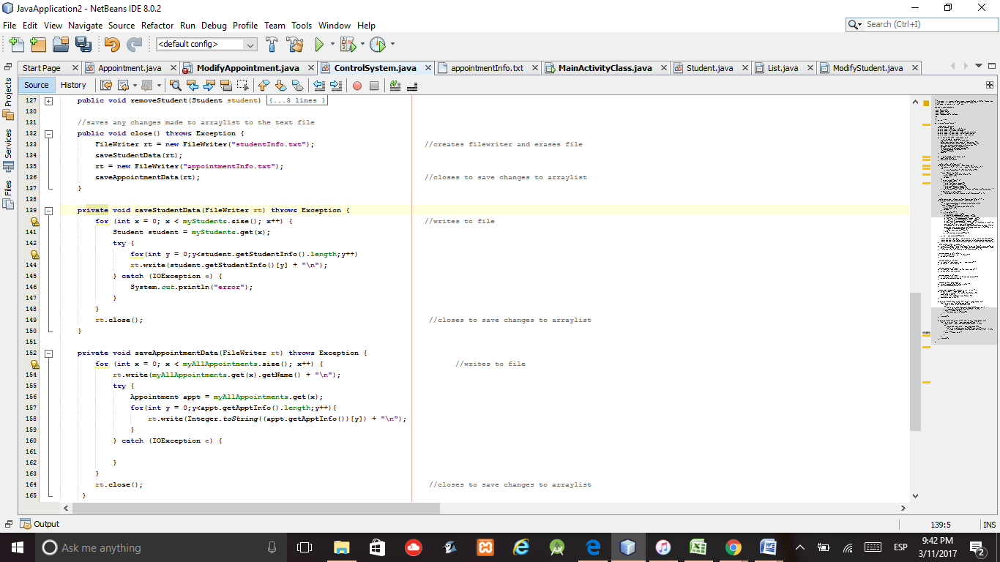 JavaApplication2 - NetBeans IDE 8.0.2
File Edit View Navigate Source Refactor Run Debug Profile Team Tools Window Help
Search (Ctrl+I)
<default config>
Start Page Appointment.java ModifyAppointment.java ControlSystem.java appointmentInfo.txt MainActivityClass.java Student.java List.java ModifyStudent.java
Projects
Services
Files
Source History
127 public void removeStudent(Student student) {...3 lines }
130
131 //saves any changes made to arraylist to the text file
132 public void close() throws Exception {
133 FileWriter rt = new FileWriter("studentInfo.txt"); //creates filewriter and erases file
134 saveStudentData(rt);
135 rt = new FileWriter("appointmentInfo.txt");
136 saveAppointmentData(rt); //closes to save changes to arraylist
137 }
138
139 private void saveStudentData(FileWriter rt) throws Exception {
for (int x = 0; x < myStudents.size(); x++) { //writes to file
141 Student student = myStudents.get(x);
142 try {
for(int y = 0;y<student.getStudentInfo().length;y++)
144 rt.write(student.getStudentInfo()[y] + "\n");
145 } catch (IOException e) {
146 System.out.println("error");
147 }
148 }
149 rt.close(); //closes to save changes to arraylist
150 }
151
152 private void saveAppointmentData(FileWriter rt) throws Exception {
for (int x = 0; x < myAllAppointments.size(); x++) { //writes to file
154 rt.write(myAllAppointments.get(x).getName() + "\n");
155 try {
156 Appointment appt = myAllAppointments.get(x);
157 for(int y = 0;y<appt.getApptInfo().length;y++){
158 rt.write(Integer.toString((appt.getApptInfo())[y]) + "\n");
159 }
160 } catch (IOException e) {
161
162 }
163 }
164 rt.close(); //closes to save changes to arraylist
165 }
Output
139:5 INS
Ask me anything
ESP
9:42 PM
3/11/2017
2